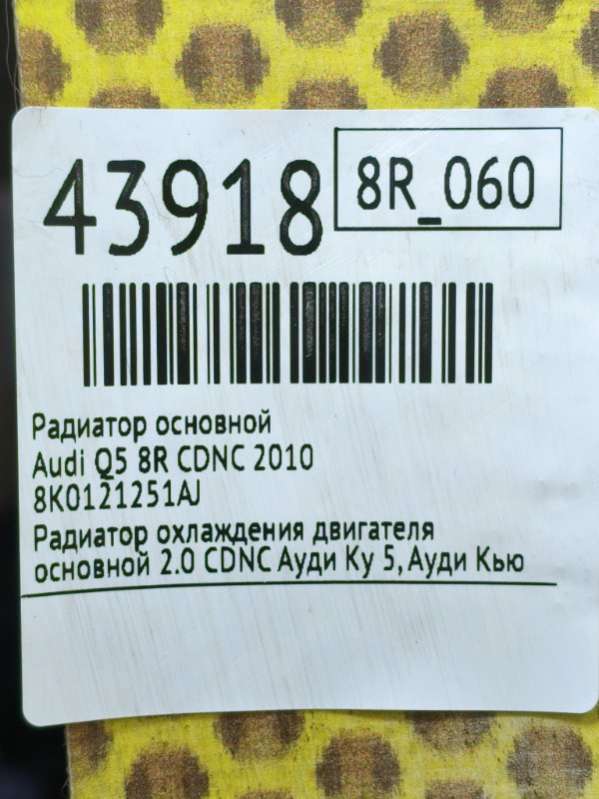 43918
8R_060
Радиатор основной
Audi Q5 8R CDNC 2010
8K0121251AJ
Радиатор охлаждения двигателя
основной 2.0 CDNC Ауди Ку 5, Ауди Кью